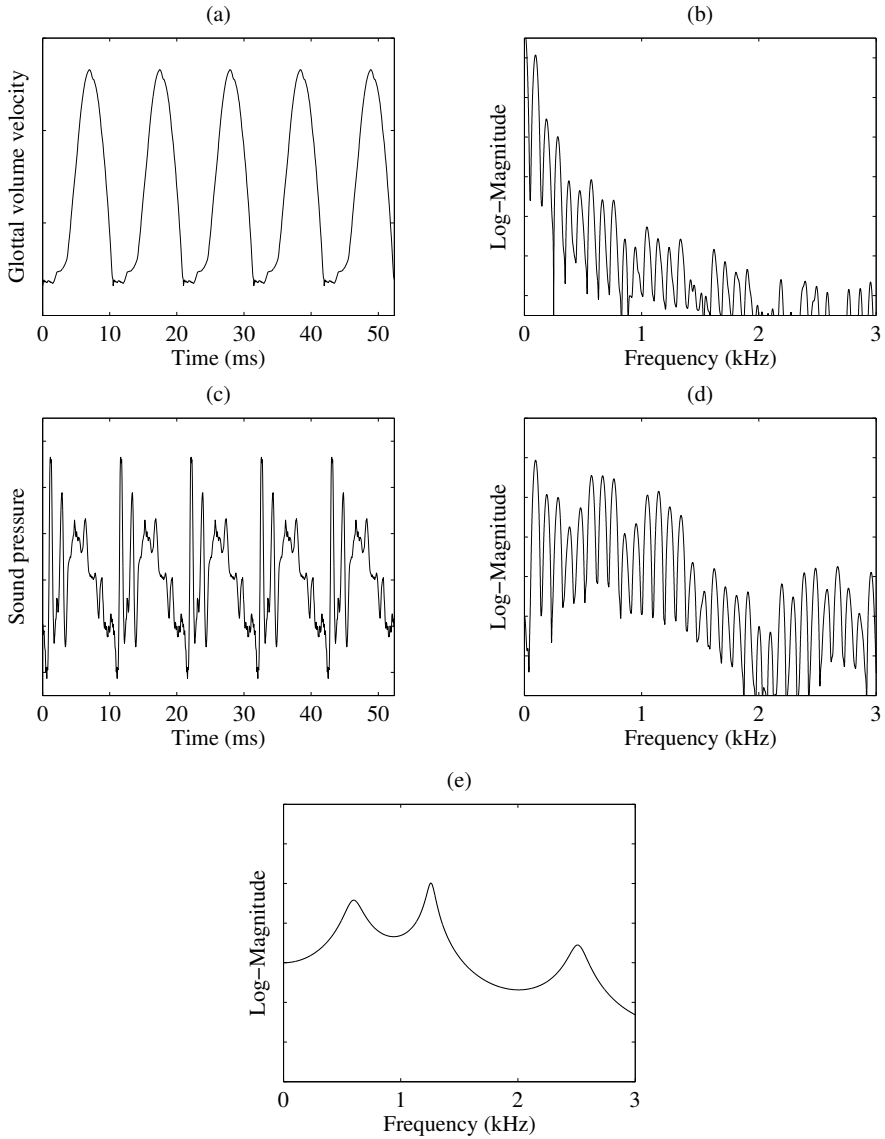 (a)
Glottal volume velocity
0 10 20 30 40 50
Time (ms)
(b)
Log−Magnitude
0 1 2 3
Frequency (kHz)
(c)
Sound pressure
0 10 20 30 40 50
Time (ms)
(d)
Log−Magnitude
0 1 2 3
Frequency (kHz)
(e)
Log−Magnitude
0 1 2 3
Frequency (kHz)